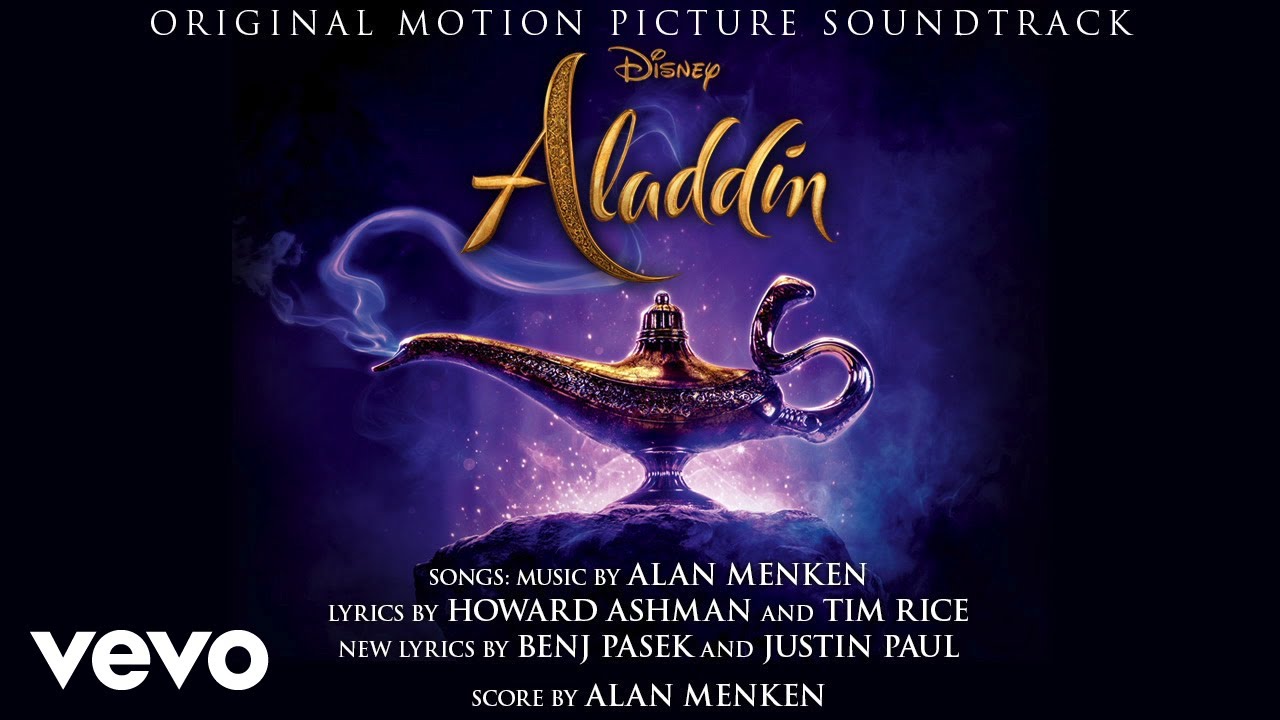 ORIGINAL MOTION PICTURE SOUNDTRACK
Disney
Aladdin
SONGS: MUSIC BY ALAN MENKEN
LYRICS BY HOWARD ASHMAN AND TIM RICE
NEW LYRICS BY BENJ PASEK AND JUSTIN PAUL
vevo
SCORE BY ALAN MENKEN